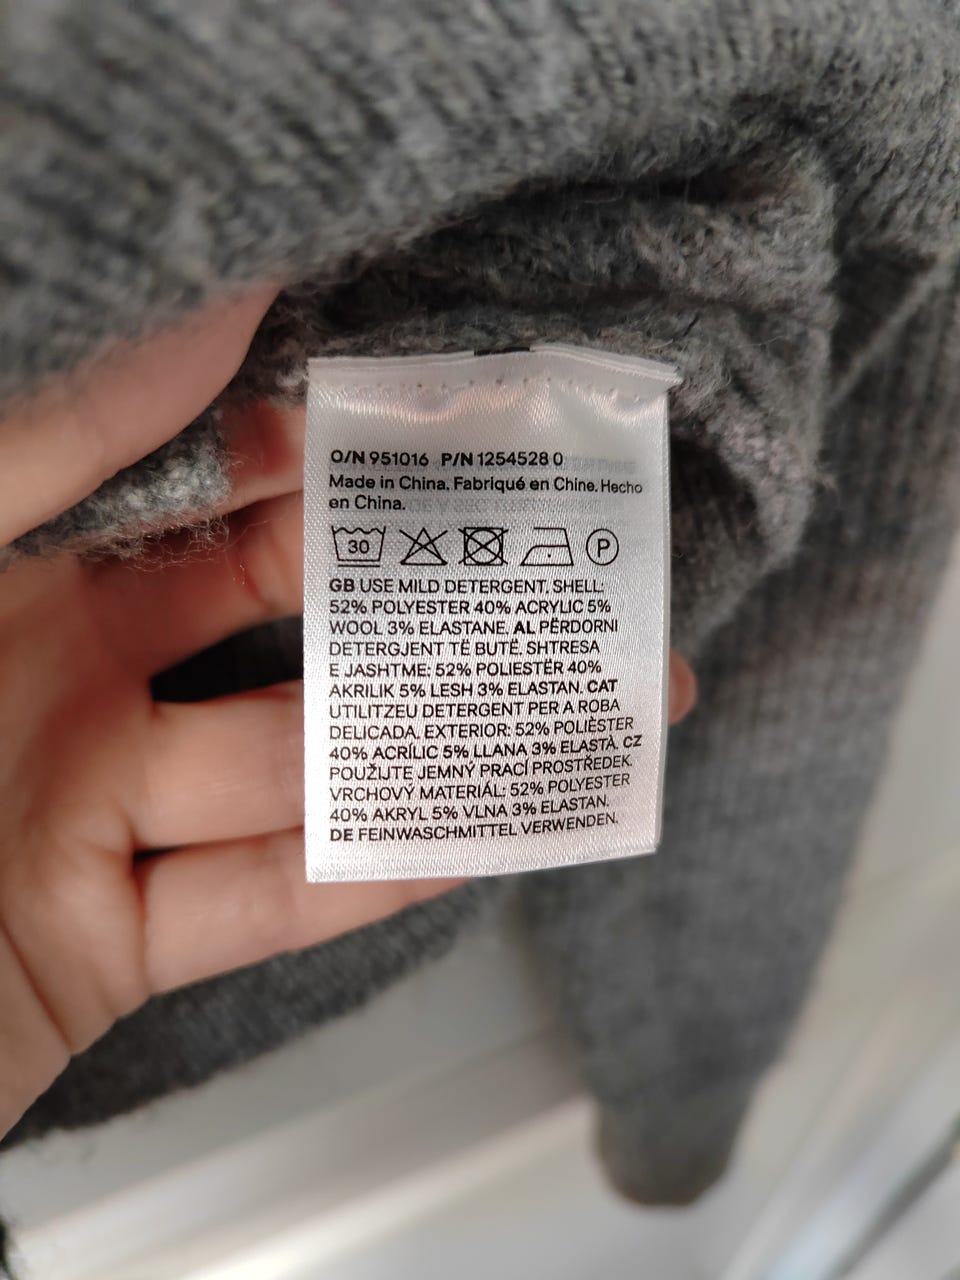 O/N 951016 P/N 1254528 0
Made in China. Fabriqué en Chine. Hecho
en China.
30 P
GB USE MILD DETERGENT. SHELL:
52% POLYESTER 40% ACRYLIC 5%
WOOL 3% ELASTANE. AL PËRDORNI
DETERGJENT TË BUTË. SHTRESA
E JASHTME: 52% POLIESTËR 40%
AKRILIK 5% LESH 3% ELASTAN. CAT
UTILITZEU DETERGENT PER A ROBA
DELICADA. EXTERIOR: 52% POLIÈSTER
40% ACRÍLIC 5% LLANA 3% ELASTÀ. CZ
POUŽIJTE JEMNÝ PRACÍ PROSTŘEDEK.
VRCHOVÝ MATERIÁL: 52% POLYESTER
40% AKRYL 5% VLNA 3% ELASTAN.
DE FEINWASCHMITTEL VERWENDEN.